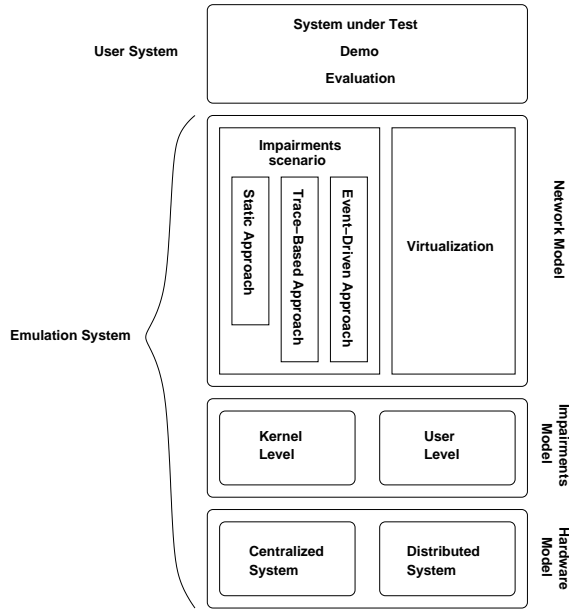 System under Test
User System
Demo
Evaluation
Impairments
scenario
Static Approach
Trace−Based Approach
Event−Driven Approach
Virtualization
Network Model
Emulation System
Kernel
Level
User
Level
Impairments
Model
Centralized
System
Distributed
System
Hardware
Model